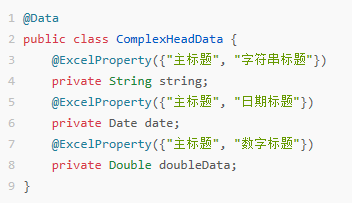 1 @Data
2 public class ComplexHeadData {
3     @ExcelProperty({"主标题", "字符串标题"})
4     private String string;
5     @ExcelProperty({"主标题", "日期标题"})
6     private Date date;
7     @ExcelProperty({"主标题", "数字标题"})
8     private Double doubleData;
9 }